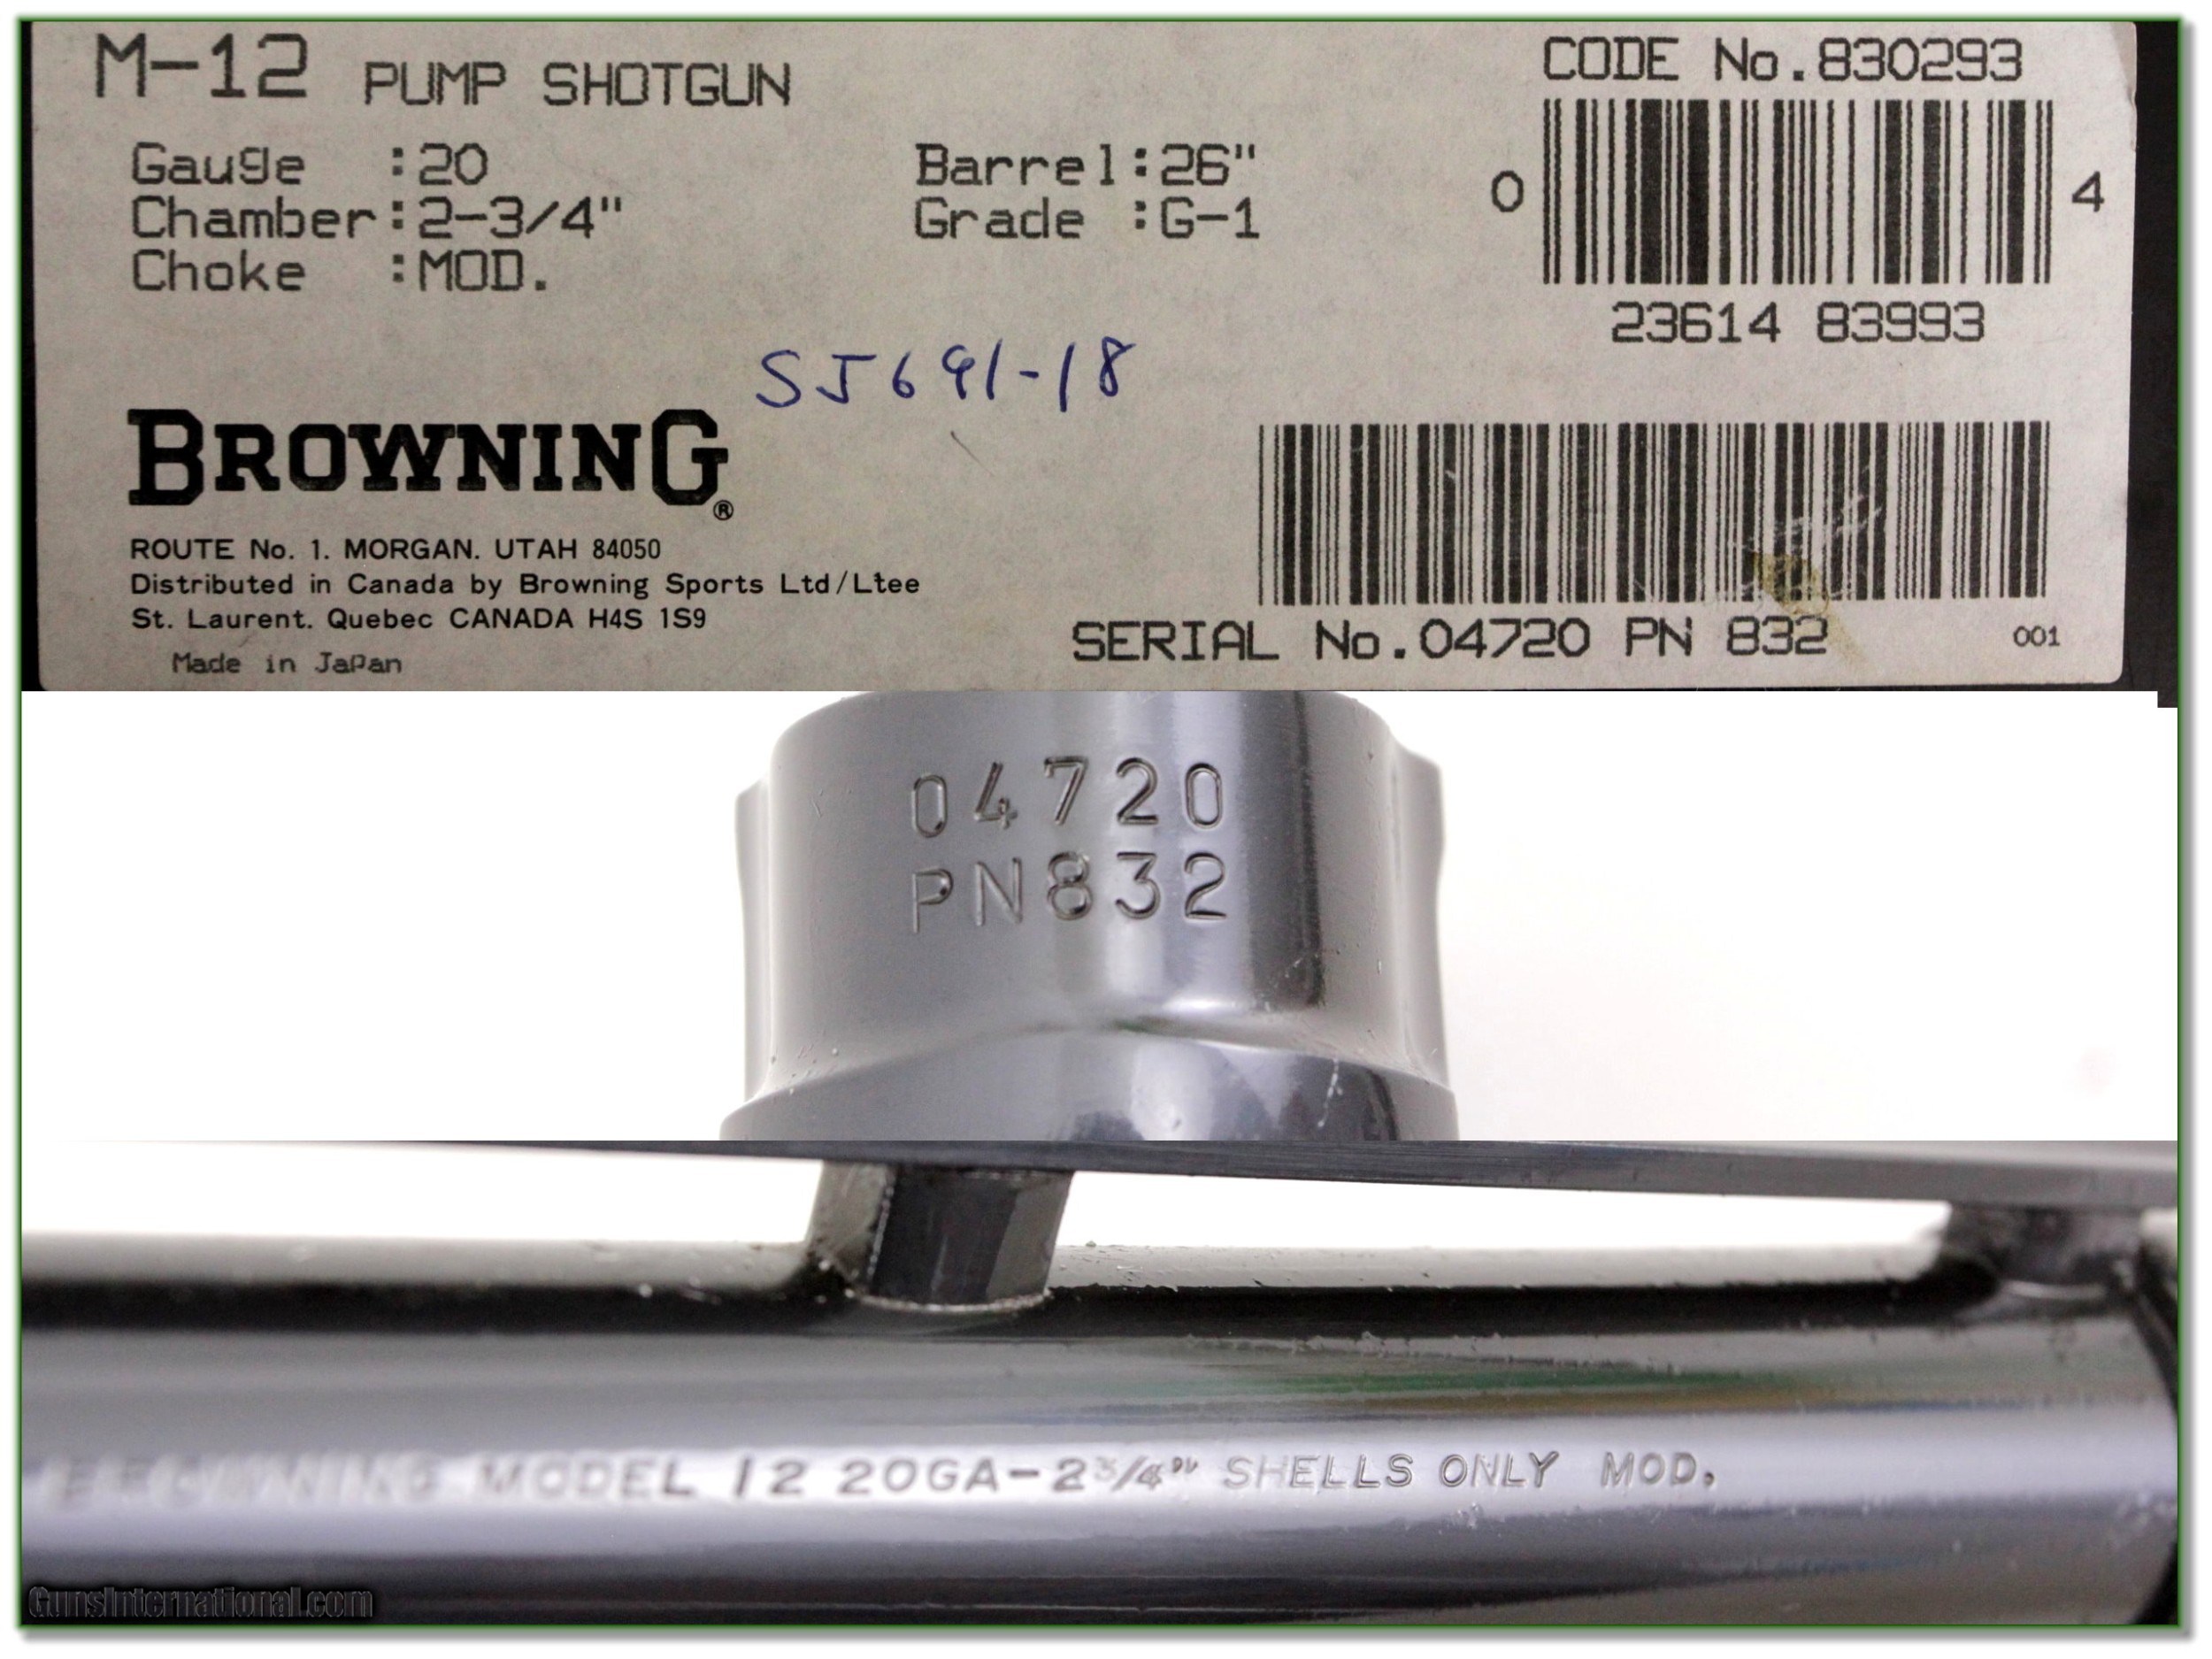 M-12 PUMP SHOTGUN
CODE No.830293
Gauge :20
Barrel:26"
Chamber:2-3/4"
Grade :G-1
Choke :MOD.
0
4
23614 83993
SJ691-18
BROWNING®
ROUTE No. 1. MORGAN. UTAH 84050
Distributed in Canada by Browning Sports Ltd/Ltee
St. Laurent. Quebec CANADA H4S 1S9
Made in Japan
SERIAL No.04720 PN 832
001
04720
PN832
BROWNING MODEL 12 20GA-2 3/4" SHELLS ONLY MOD.
GunsInternational.com